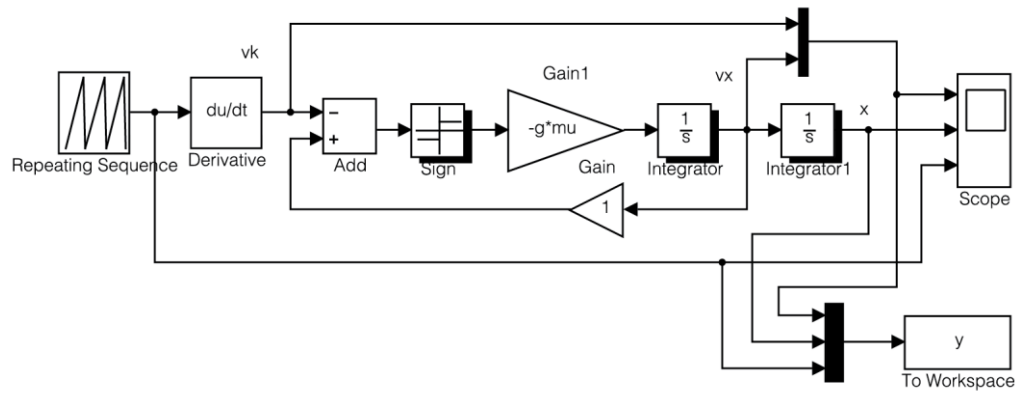 vk
Gain1
vx
x
du/dt
−
+
-g*mu
1
s
1
s
Repeating Sequence
Derivative
Add
Sign
Gain
Integrator
Integrator1
Scope
1
y
To Workspace